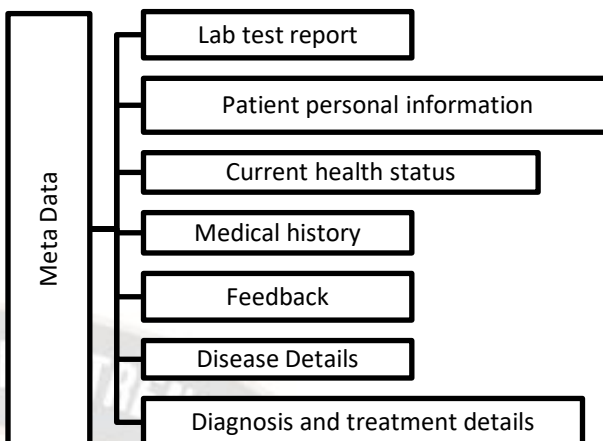 Lab test report
Patient personal information
Current health status
Meta Data
Medical history
Feedback
Disease Details
Diagnosis and treatment details